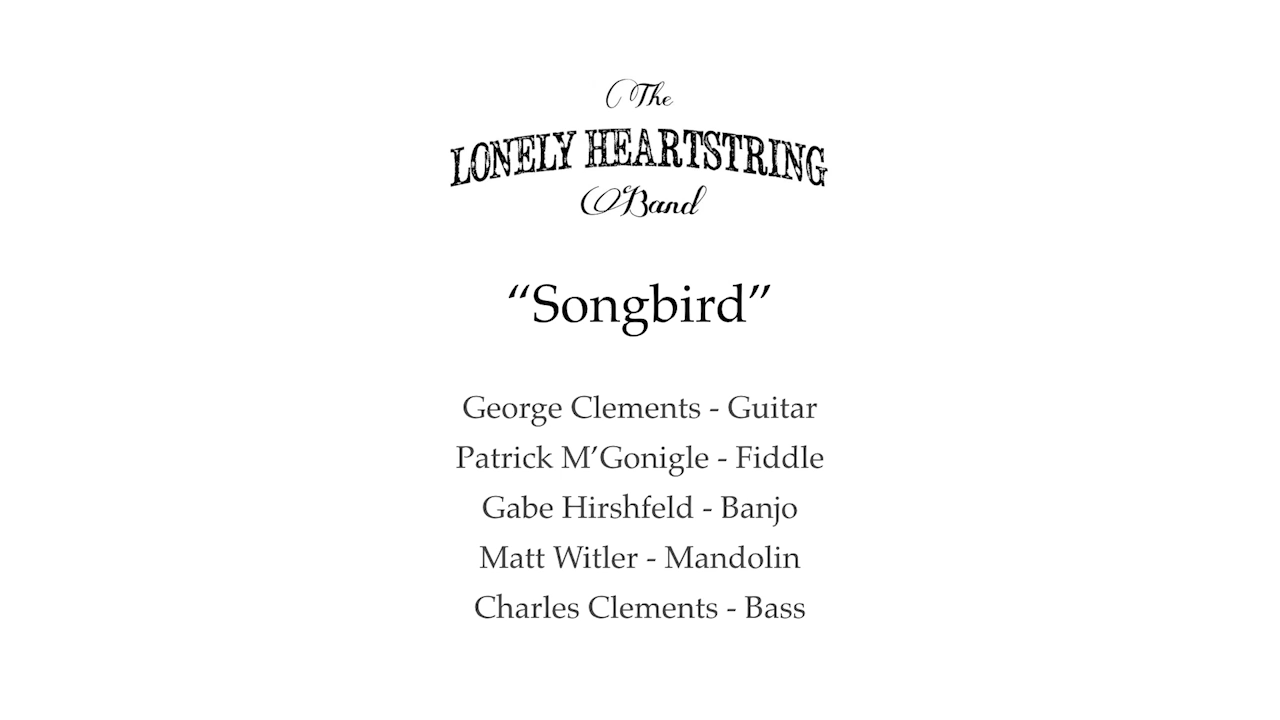 The
LONELY HEARTSTRING
Band
“Songbird”
George Clements - Guitar
Patrick M’Gonigle - Fiddle
Gabe Hirshfeld - Banjo
Matt Witler - Mandolin
Charles Clements - Bass